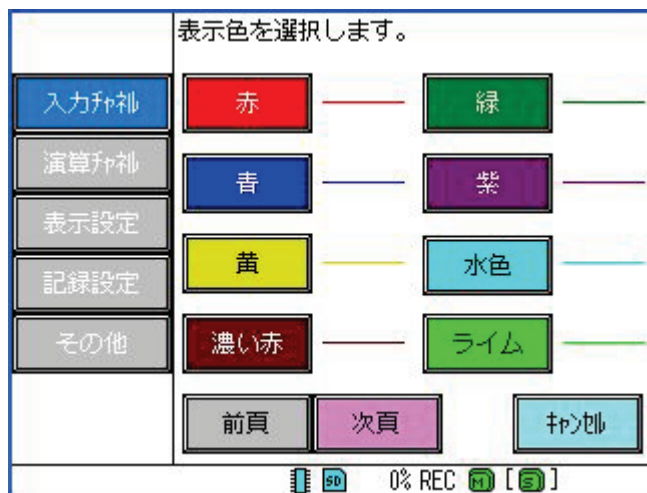 表示色を選択します。
入力ﾁｬﾈﾙ
演算ﾁｬﾈﾙ
表示設定
記録設定
その他
赤
緑
青
紫
黄
水色
濃い赤
ライム
前頁
次頁
ｷｬﾝｾﾙ
SD 0% REC M [ S ]